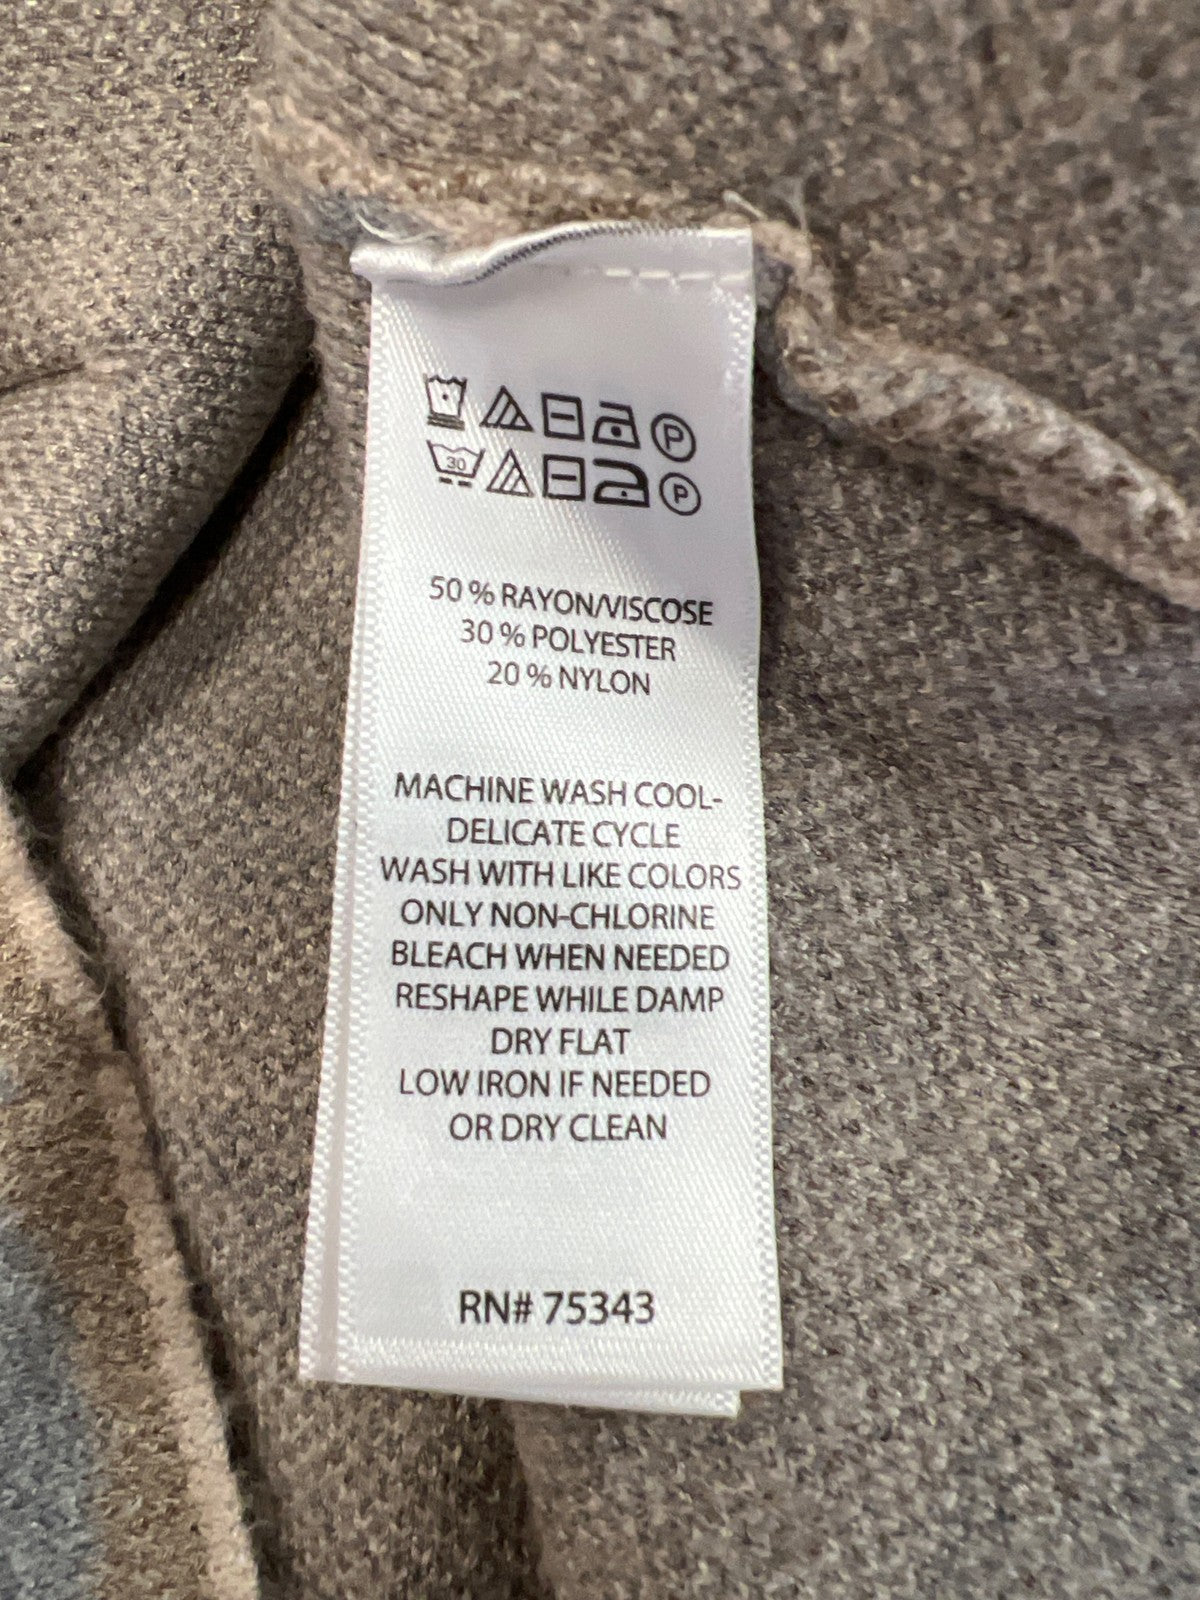 P
30 P
50 % RAYON/VISCOSE
30 % POLYESTER
20 % NYLON
MACHINE WASH COOL-
DELICATE CYCLE
WASH WITH LIKE COLORS
ONLY NON-CHLORINE
BLEACH WHEN NEEDED
RESHAPE WHILE DAMP
DRY FLAT
LOW IRON IF NEEDED
OR DRY CLEAN
RN# 75343